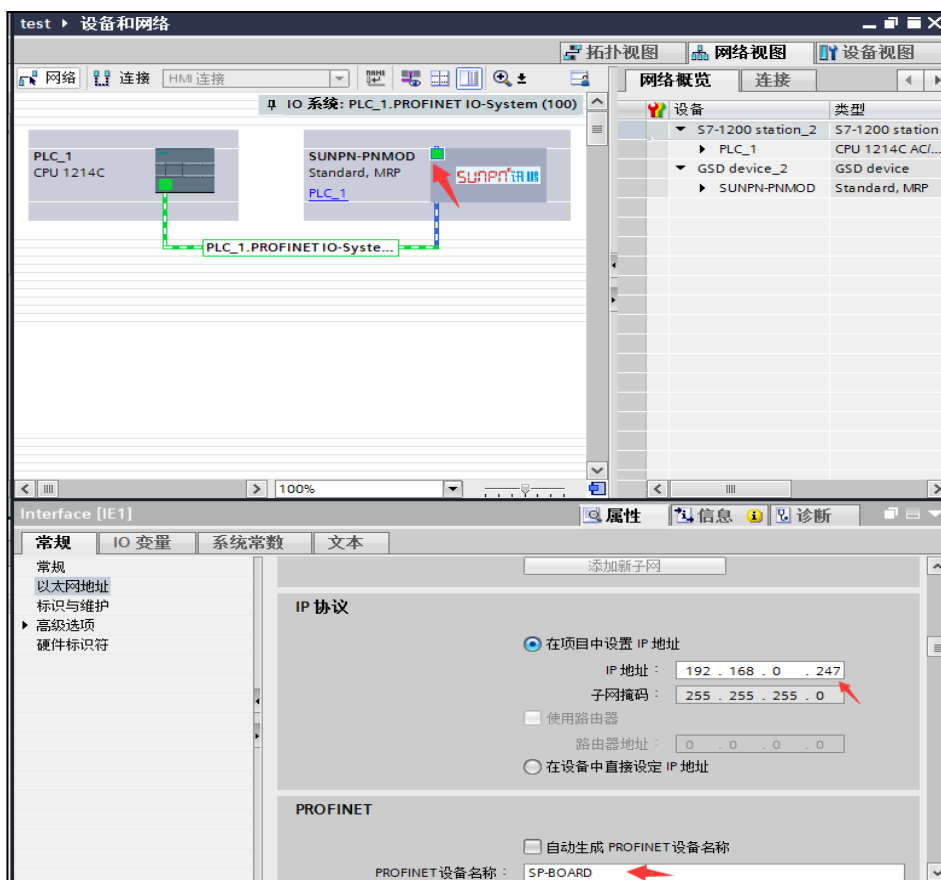 test ▸ 设备和网络
拓扑视图 网络视图 设备视图
网络 连接 HMI 连接
网络概览 连接
IO 系统: PLC_1.PROFINET IO-System (100)
设备 类型
S7-1200 station_2 S7-1200 station
PLC_1 CPU 1214C AC/...
GSD device_2 GSD device
SUNPN-PNMOD Standard, MRP
PLC_1
CPU 1214C
SUNPN-PNMOD
Standard, MRP
PLC_1
SUNPN讯鹏
PLC_1.PROFINET IO-Syste...
100%
Interface [IE1]
属性 信息 诊断
常规 IO 变量 系统常数 文本
常规
以太网地址
标识与维护
高级选项
硬件标识符
添加新子网
IP 协议
在项目中设置 IP 地址
IP 地址: 192 . 168 . 0 . 247
子网掩码: 255 . 255 . 255 . 0
使用路由器
路由器地址: 0 . 0 . 0 . 0
在设备中直接设定 IP 地址
PROFINET
自动生成 PROFINET 设备名称
PROFINET 设备名称: SP-BOARD